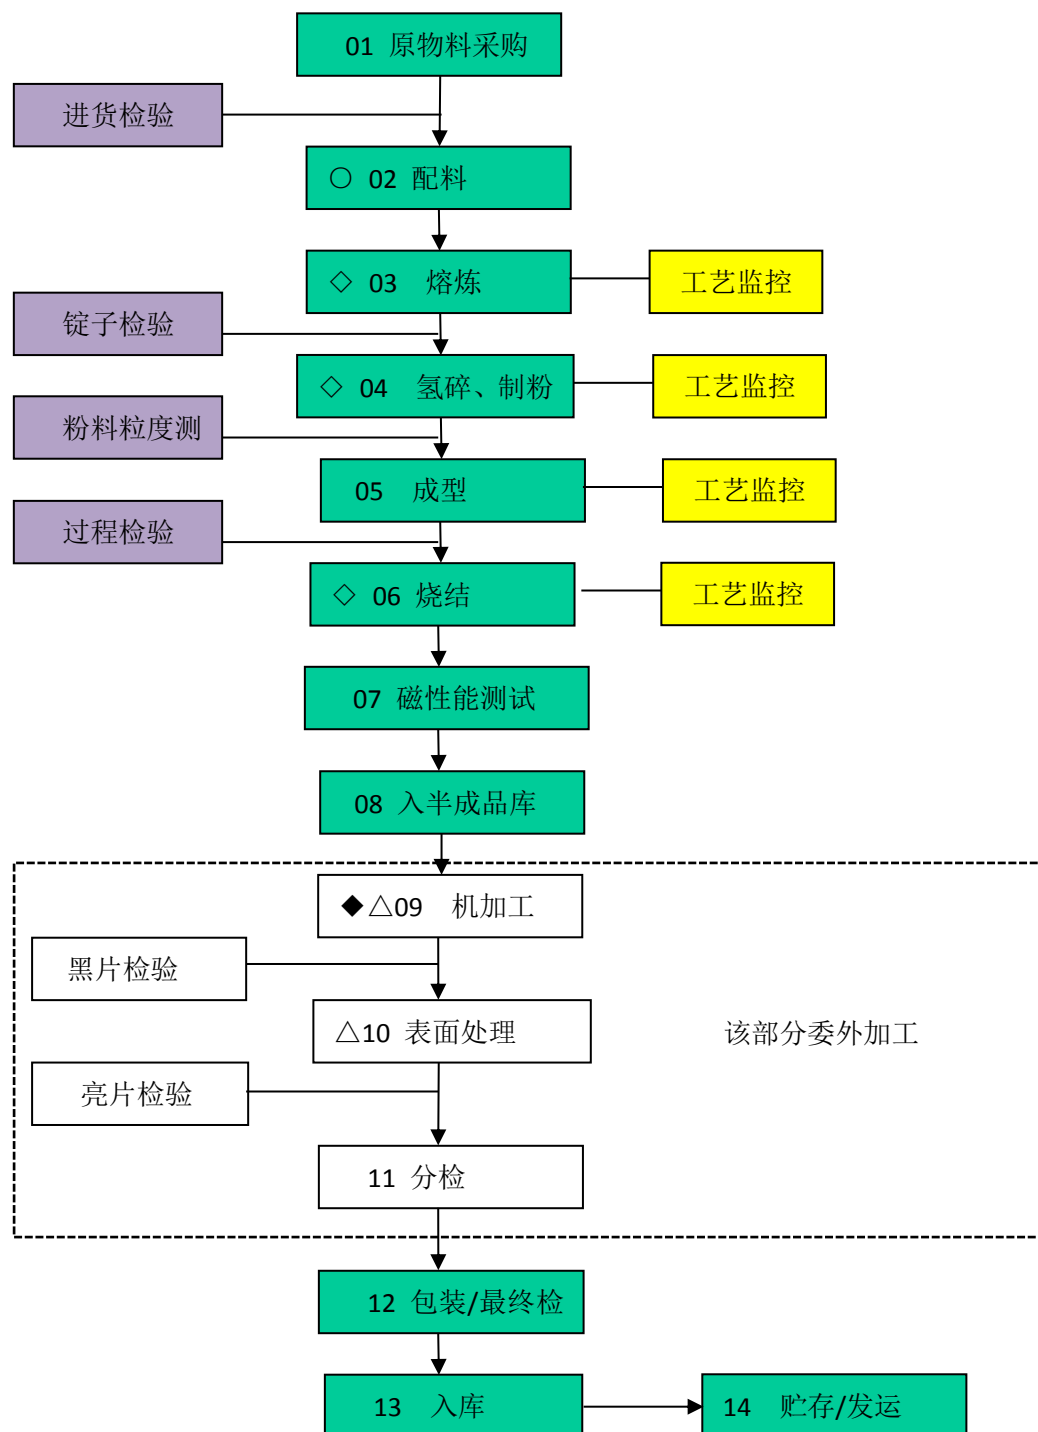 01 原物料采购
进货检验
○ 02 配料
◇ 03 熔炼
工艺监控
锭子检验
◇ 04 氢碎、制粉
工艺监控
粉料粒度测
05 成型
工艺监控
过程检验
◇ 06 烧结
工艺监控
07 磁性能测试
08 入半成品库
◆△09 机加工
黑片检验
△10 表面处理
该部分委外加工
亮片检验
11 分检
12 包装/最终检
13 入库
14 贮存/发运